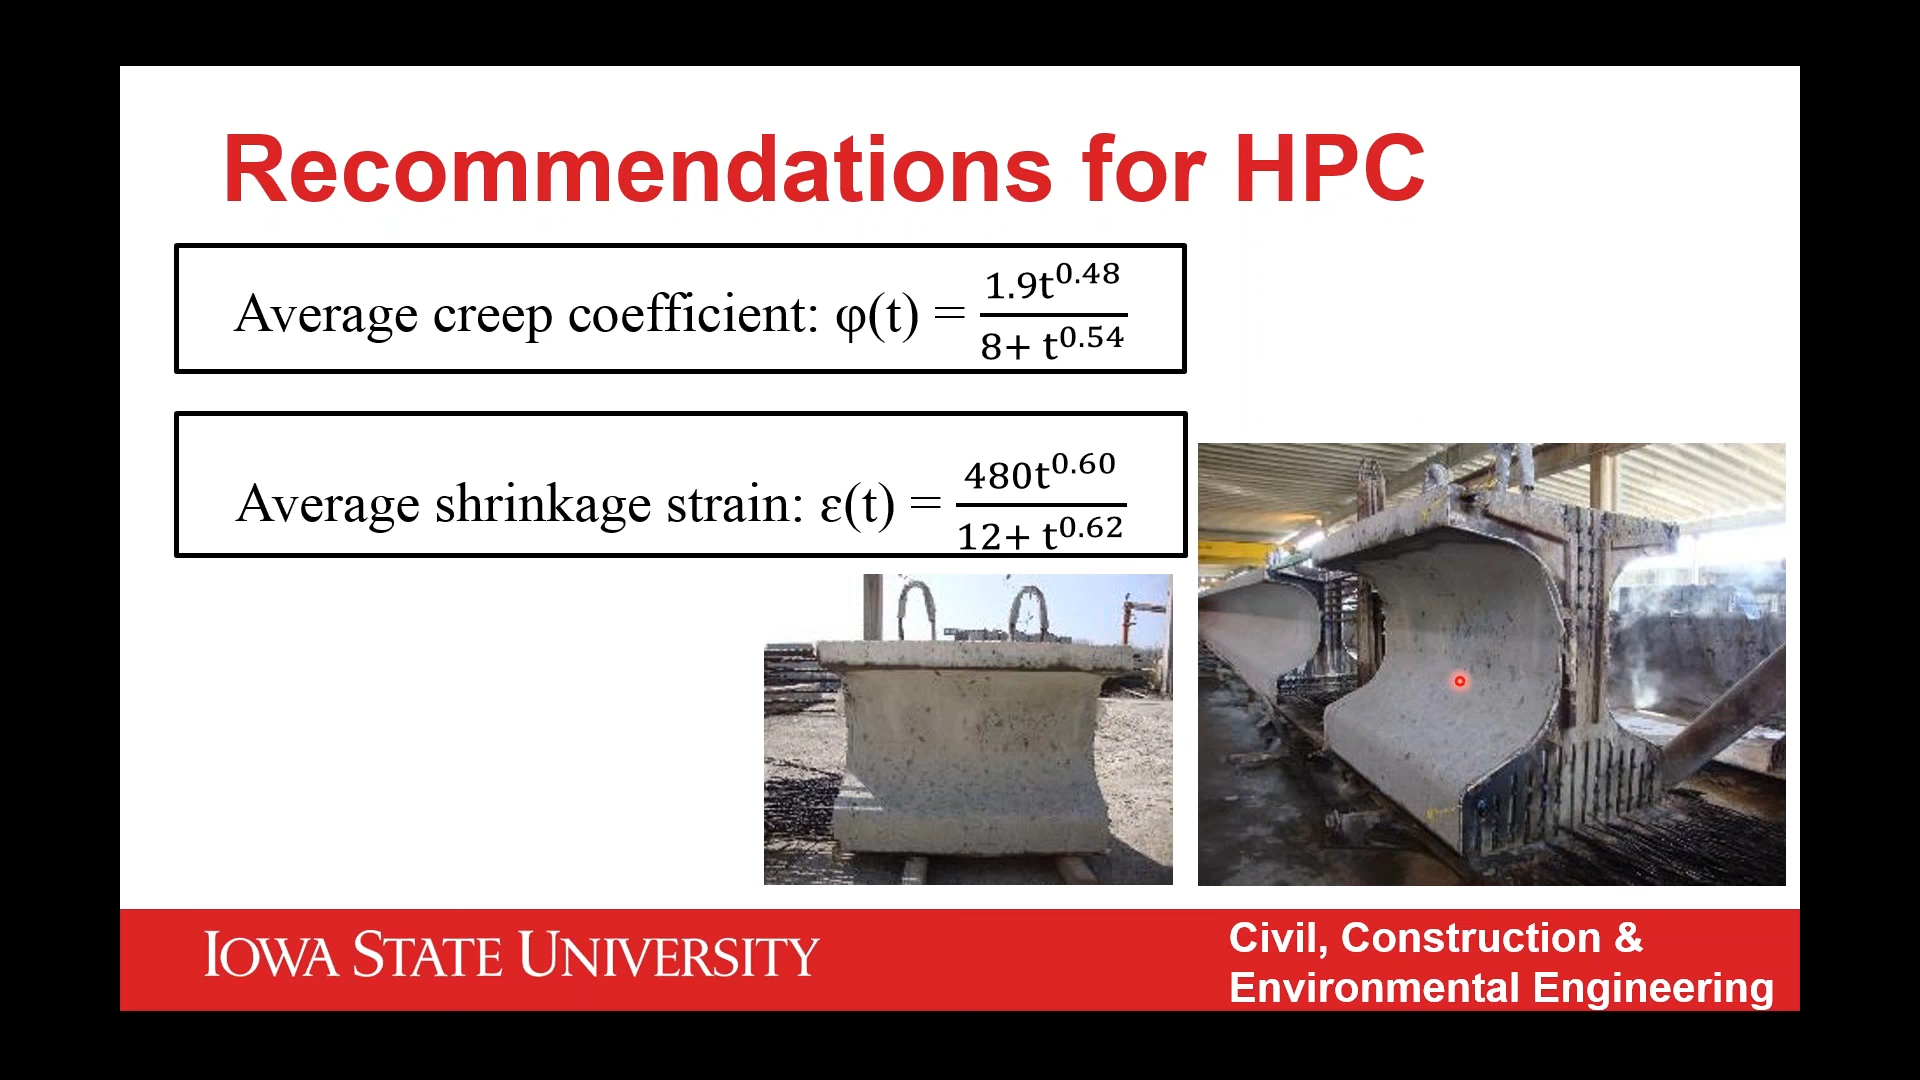 Recommendations for HPC
Average creep coefficient: φ(t) = 1.9t^0.48 / 8+ t^0.54
Average shrinkage strain: ε(t) = 480t^0.60 / 12+ t^0.62
IOWA STATE UNIVERSITY
Civil, Construction &
Environmental Engineering